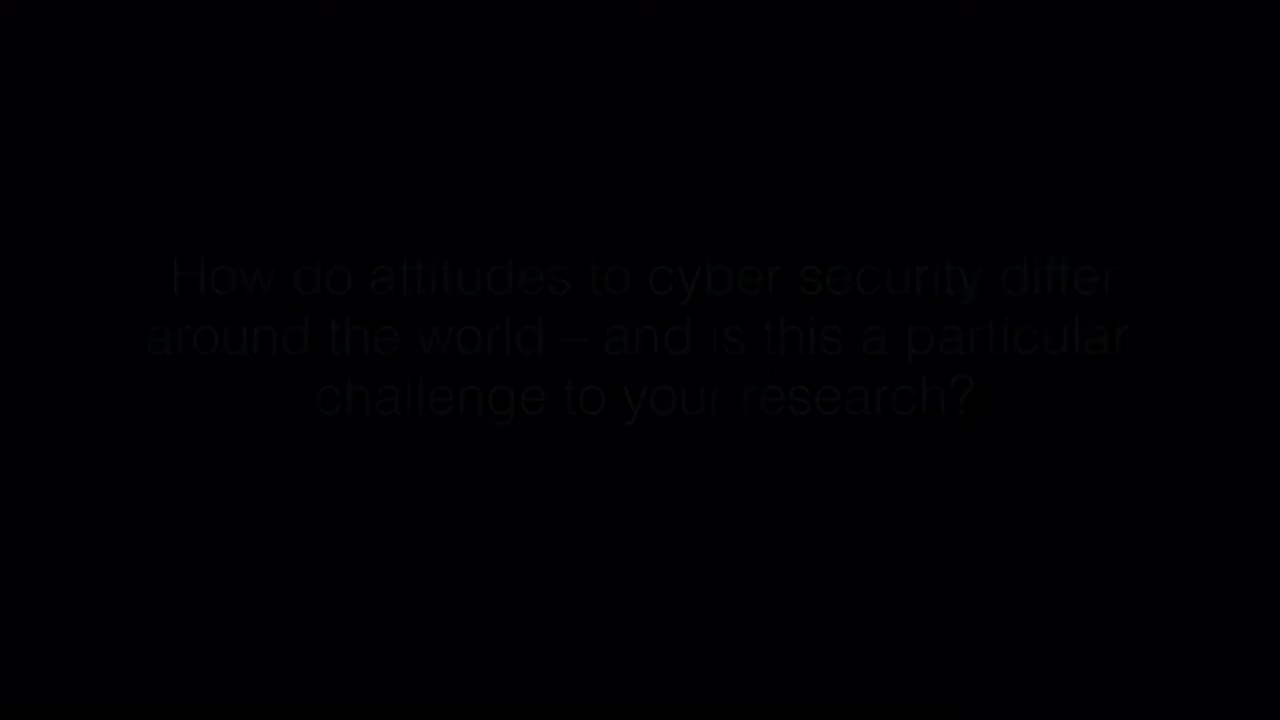 How do attitudes to cyber security differ
around the world – and is this a particular
challenge to your research?